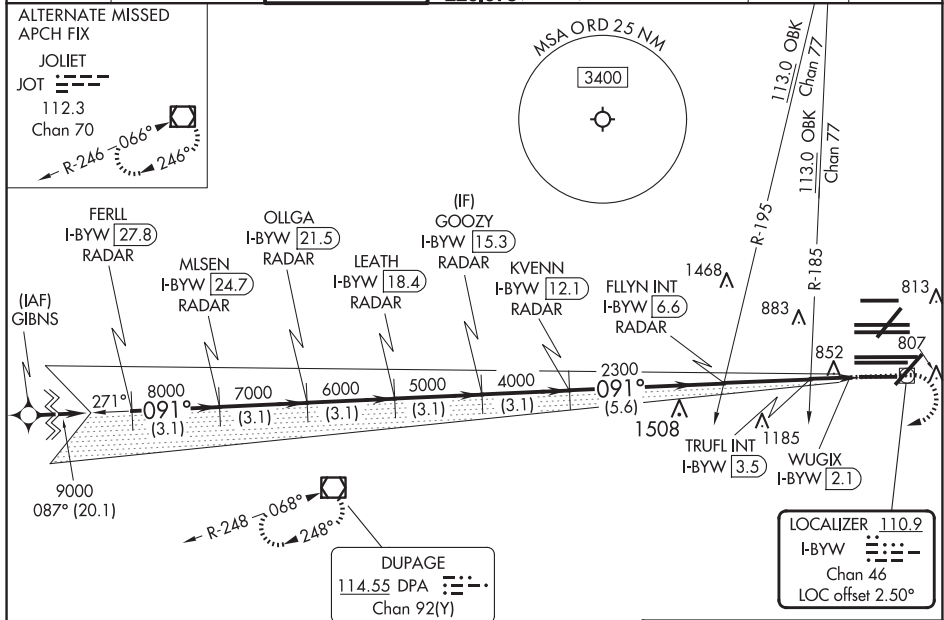 ALTERNATE MISSED
APCH FIX
JOLIET
JOT
112.3
Chan 70
R-246
066°
246°
MSA ORD 25 NM
3400
113.0 OBK
Chan 77
113.0 OBK
Chan 77
R-195
R-185
FERLL
I-BYW 27.8
RADAR
MLSEN
I-BYW 24.7
RADAR
OLLGA
I-BYW 21.5
RADAR
LEATH
I-BYW 18.4
RADAR
(IF)
GOOZY
I-BYW 15.3
RADAR
KVENN
I-BYW 12.1
RADAR
FLLYN INT
I-BYW 6.6
RADAR
1468
883
813
852
807
(IAF)
GIBNS
271°
8000
091°
(3.1)
7000
(3.1)
6000
(3.1)
5000
(3.1)
4000
(3.1)
2300
091°
(5.6)
1508
1185
TRUFL INT
I-BYW 3.5
WUGIX
I-BYW 2.1
9000
087° (20.1)
R-248
068°
248°
DUPAGE
114.55 DPA
Chan 92(Y)
LOCALIZER 110.9
I-BYW
Chan 46
LOC offset 2.50°